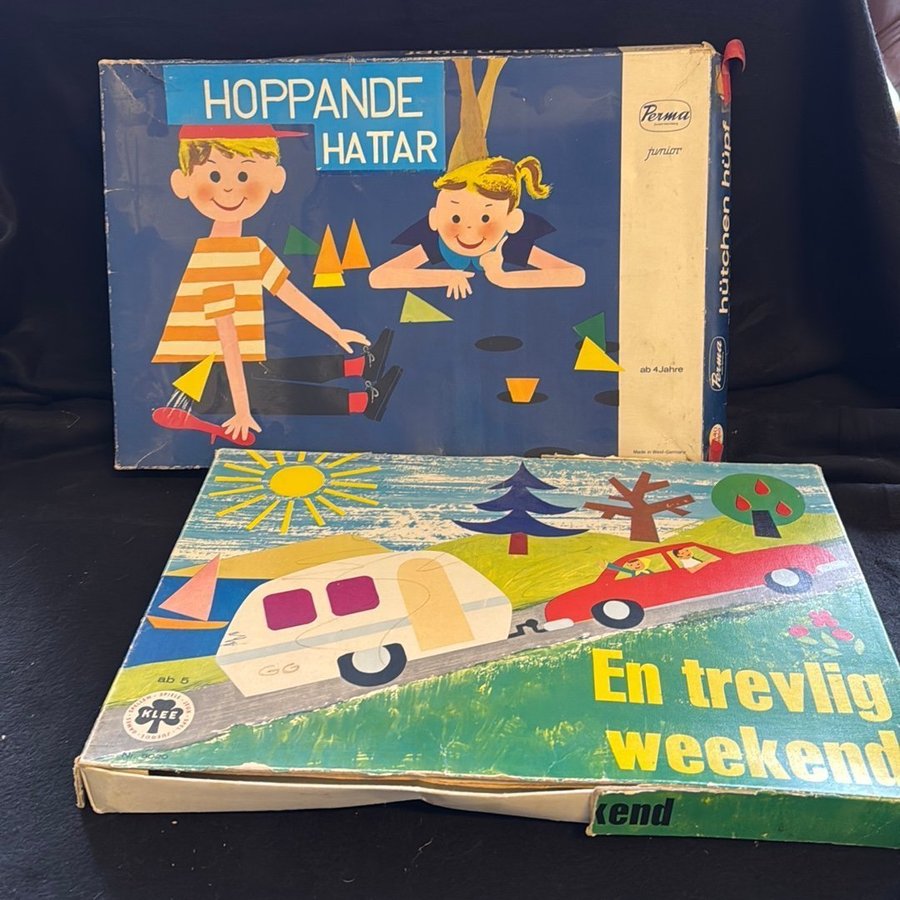 HOPPANDE
HATTAR
Perma
junior
ab 4 Jahre
Made in West-Germany
hütchen hüpf
Perma
ab 5
KLEE
GG
En trevlig
weekend
kend